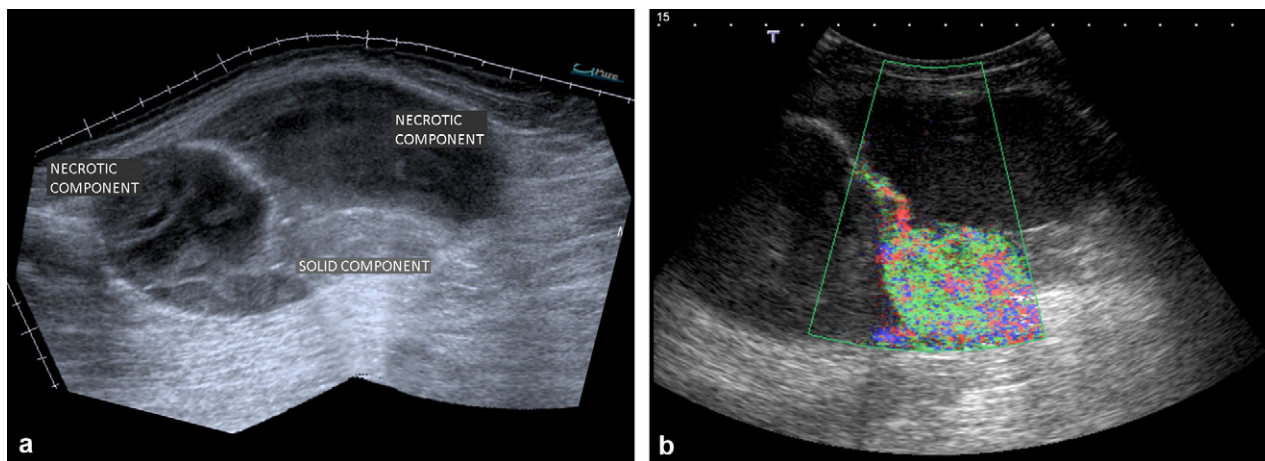 NECROTIC
COMPONENT
NECROTIC
COMPONENT
SOLID COMPONENT
a
15
T
b